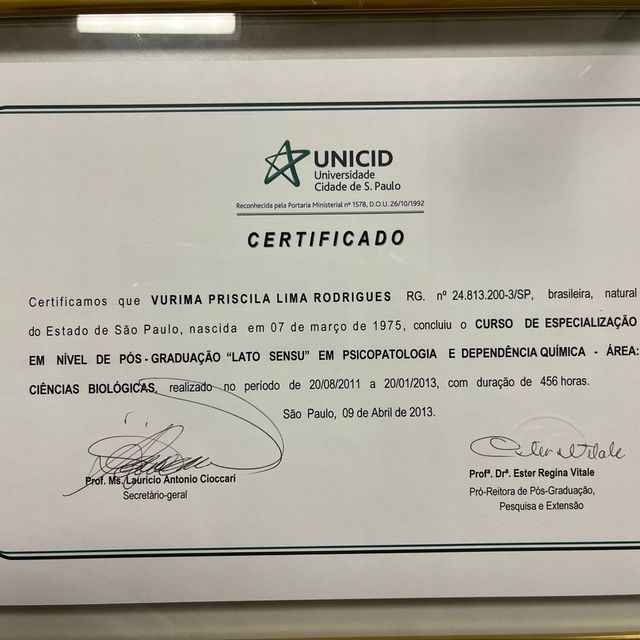 UNICID
Universidade
Cidade de S. Paulo
Reconhecida pela Portaria Ministerial nº 1578, D.O.U. 26/10/1992
CERTIFICADO
Certificamos que VURIMA PRISCILA LIMA RODRIGUES RG. nº 24.813.200-3/SP, brasileira, natural
do Estado de São Paulo, nascida em 07 de março de 1975, concluiu o CURSO DE ESPECIALIZAÇÃO
EM NÍVEL DE PÓS - GRADUAÇÃO "LATO SENSU" EM PSICOPATOLOGIA E DEPENDÊNCIA QUÍMICA - ÁREA:
CIÊNCIAS BIOLÓGICAS, realizado no período de 20/08/2011 a 20/01/2013, com duração de 456 horas.
São Paulo, 09 de Abril de 2013.
Ester Vitale
Prof. Ms. Lauricio Antonio Cioccari
Secretário-geral
Profª. Drª. Ester Regina Vitale
Pró-Reitora de Pós-Graduação,
Pesquisa e Extensão